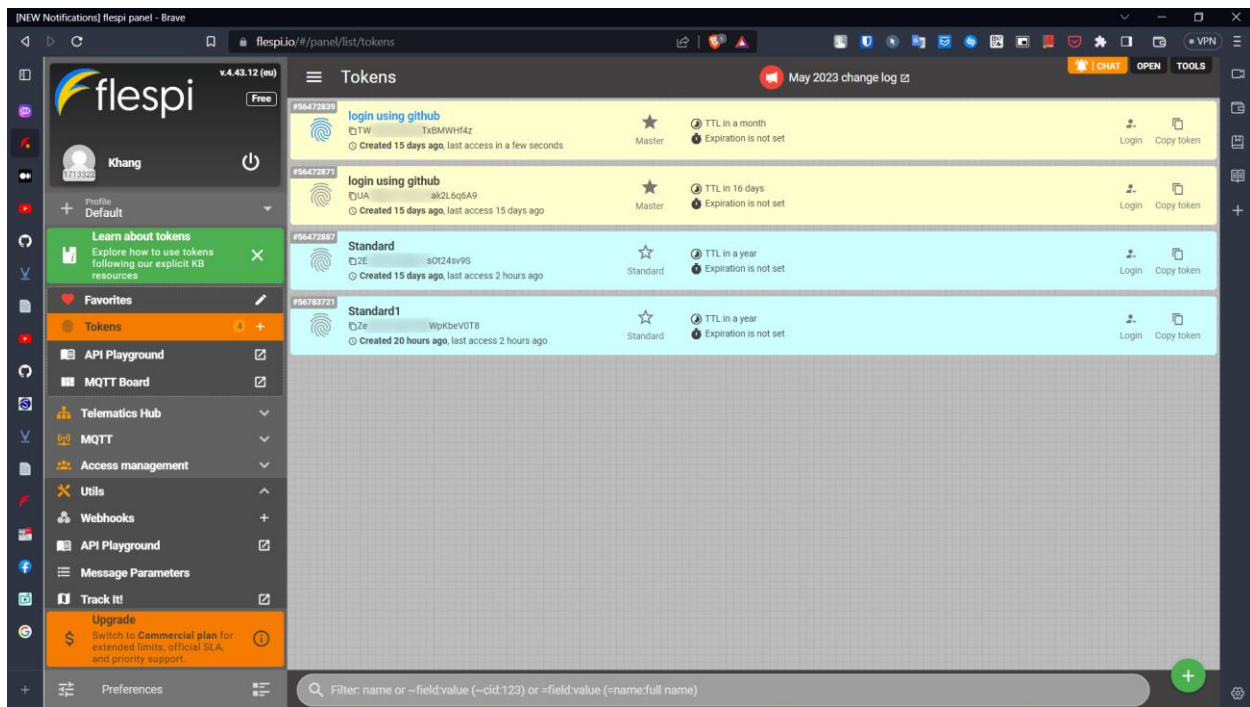 [NEW Notifications] flespi panel - Brave
flespi.io/#/panel/list/tokens
VPN
v.4.43.12 (eu)
flespi
Free
Khang
1713322
Profile
Default
Learn about tokens
Explore how to use tokens
following our explicit KB
resources
Favorites
Tokens
4
API Playground
MQTT Board
Telematics Hub
MQTT
Access management
Utils
Webhooks
API Playground
Message Parameters
Track It!
Upgrade
Switch to Commercial plan for
extended limits, official SLA,
and priority support.
Preferences
Tokens
May 2023 change log
CHAT OPEN TOOLS
#56472839
login using github
TW TxBMWHf4z
Created 15 days ago, last access in a few seconds
Master
TTL in a month
Expiration is not set
Login Copy token
#56472871
login using github
UA ak2L6q6A9
Created 15 days ago, last access 15 days ago
Master
TTL in 16 days
Expiration is not set
Login Copy token
#56472887
Standard
2E sOt24sv9S
Created 15 days ago, last access 2 hours ago
Standard
TTL in a year
Expiration is not set
Login Copy token
#56783721
Standard1
Ze WpKbeV0T8
Created 20 hours ago, last access 2 hours ago
Standard
TTL in a year
Expiration is not set
Login Copy token
Filter: name or ~field:value (~cid:123) or =field:value (=name:full name)